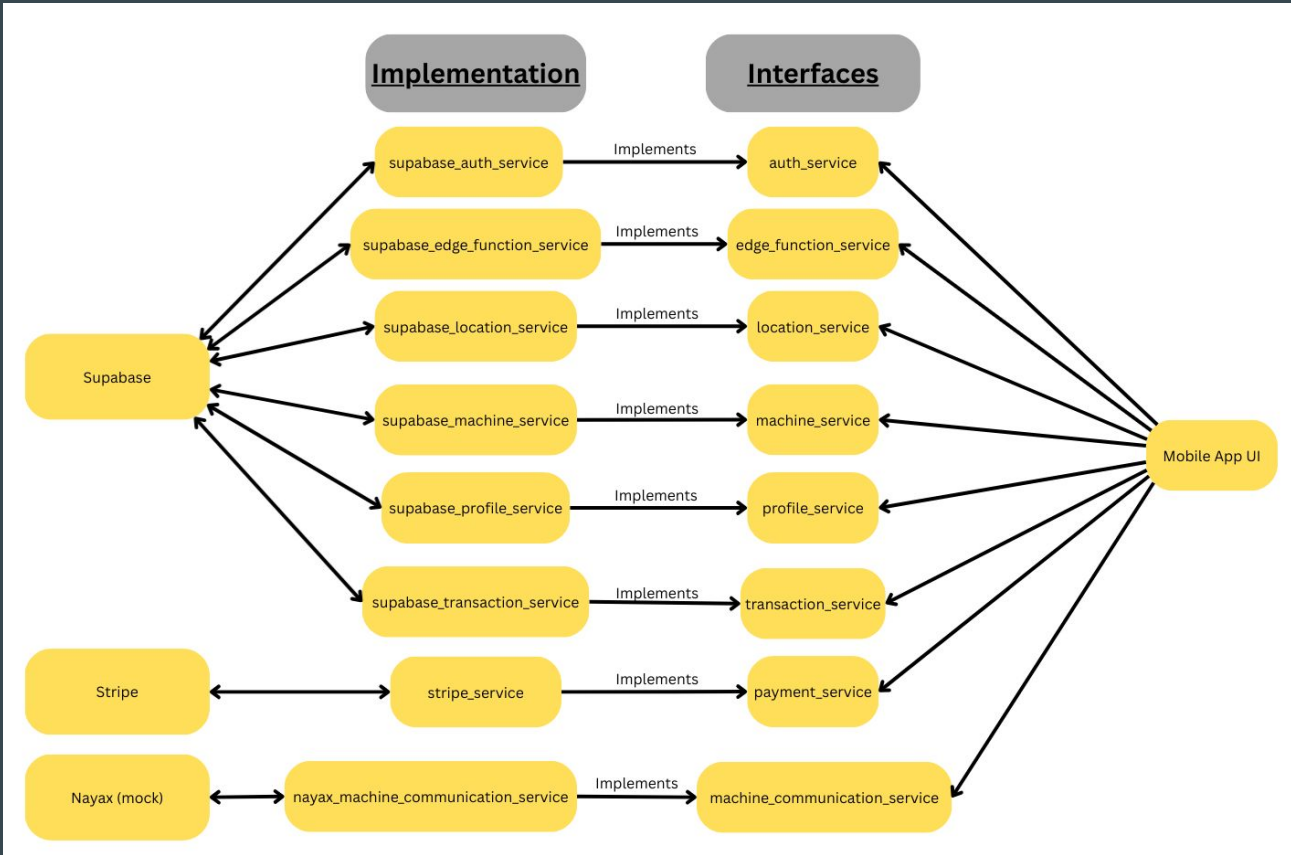 Implementation
Interfaces
supabase_auth_service
Implements
auth_service
supabase_edge_function_service
Implements
edge_function_service
supabase_location_service
Implements
location_service
Supabase
supabase_machine_service
Implements
machine_service
Mobile App UI
supabase_profile_service
Implements
profile_service
supabase_transaction_service
Implements
transaction_service
Stripe
stripe_service
Implements
payment_service
Nayax (mock)
nayax_machine_communication_service
Implements
machine_communication_service